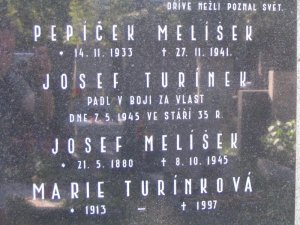 DŘÍVE NEŽLI POZNAL SVĚT.
PEPÍČEK MELÍŠEK
* 14. 11. 1933 † 27. 11. 1941.
JOSEF TURÍNEK
PADL V BOJI ZA VLAST
DNE 7. 5. 1945 VE STÁŘÍ 35 R.
JOSEF MELÍŠEK
* 21. 5. 1880 † 8. 10. 1945
MARIE TURÍNKOVÁ
* 1913 – † 1997